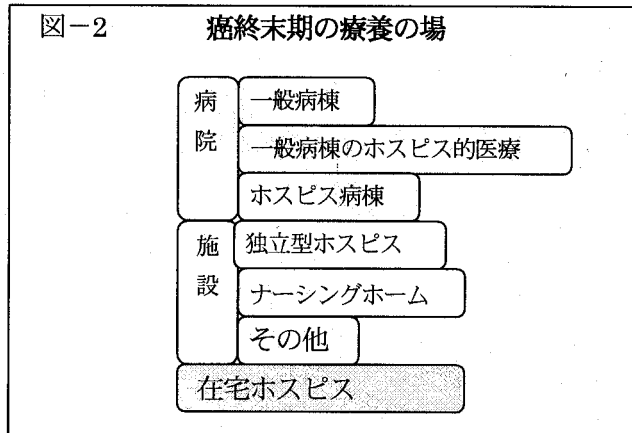 図－2 癌終末期の療養の場
病院
一般病棟
一般病棟のホスピス的医療
ホスピス病棟
施設
独立型ホスピス
ナーシングホーム
その他
在宅ホスピス